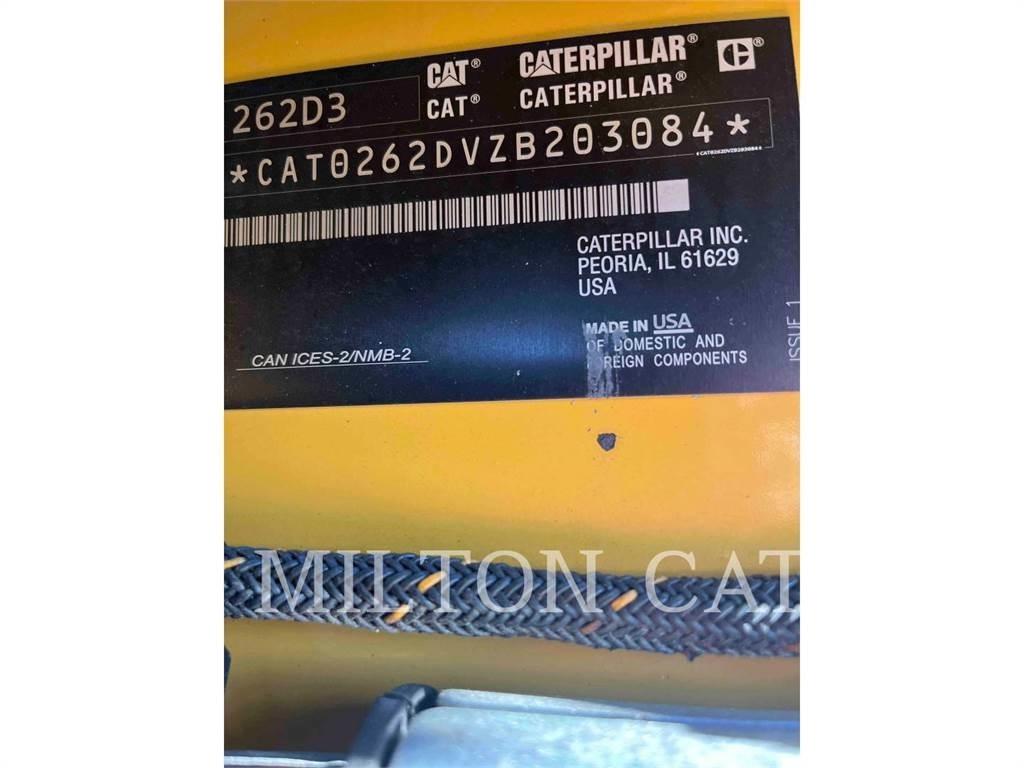 CAT® CATERPILLAR® C®
262D3 CAT® CATERPILLAR®
*CAT0262DVZB203084*
*CAT0262DVZB203084*
CATERPILLAR INC.
PEORIA, IL 61629
USA
MADE IN USA
OF DOMESTIC AND
FOREIGN COMPONENTS
CAN ICES-2/NMB-2
ISSUE 1
MILTON CAT